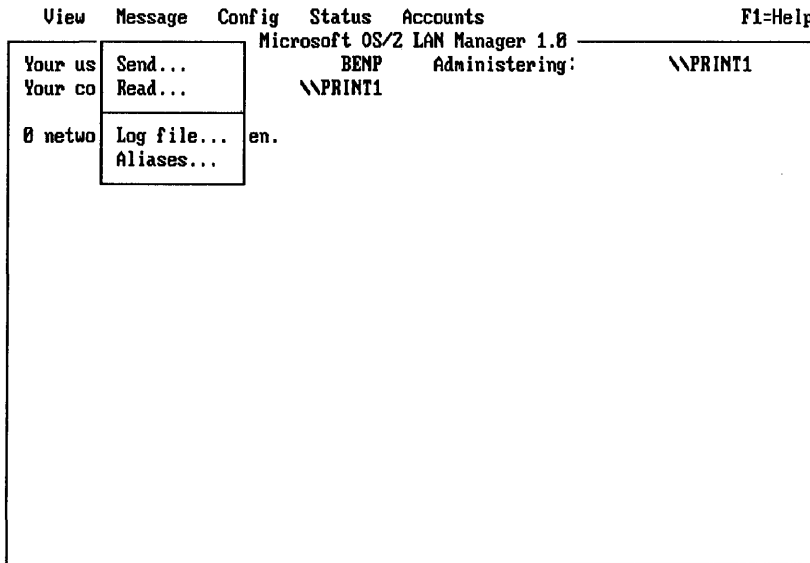 View Message Config Status Accounts F1=Help
Microsoft OS/2 LAN Manager 1.0
Your us Send... BENP Administering: \\PRINT1
Your co Read... \\PRINT1
0 netwo Log file... en.
Aliases...